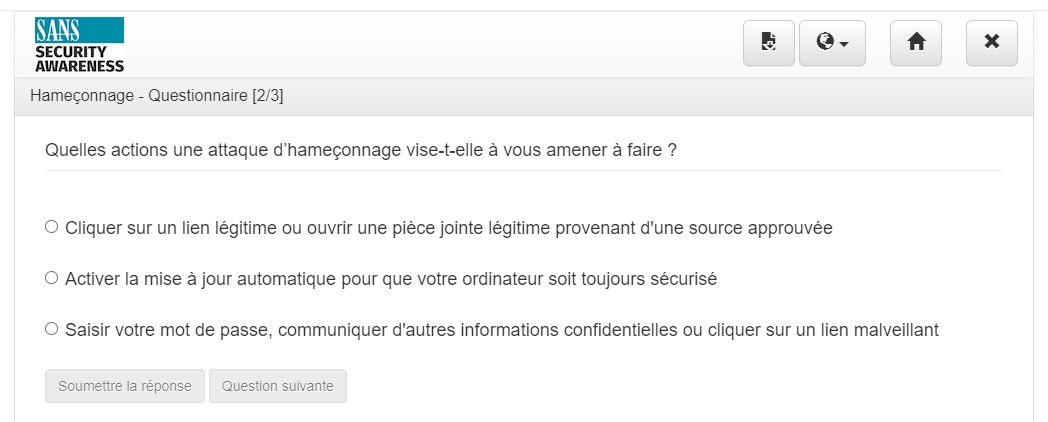 SANS
SECURITY
AWARENESS
Hameçonnage - Questionnaire [2/3]
Quelles actions une attaque d’hameçonnage vise-t-elle à vous amener à faire ?
Cliquer sur un lien légitime ou ouvrir une pièce jointe légitime provenant d'une source approuvée
Activer la mise à jour automatique pour que votre ordinateur soit toujours sécurisé
Saisir votre mot de passe, communiquer d'autres informations confidentielles ou cliquer sur un lien malveillant
Soumettre la réponse Question suivante